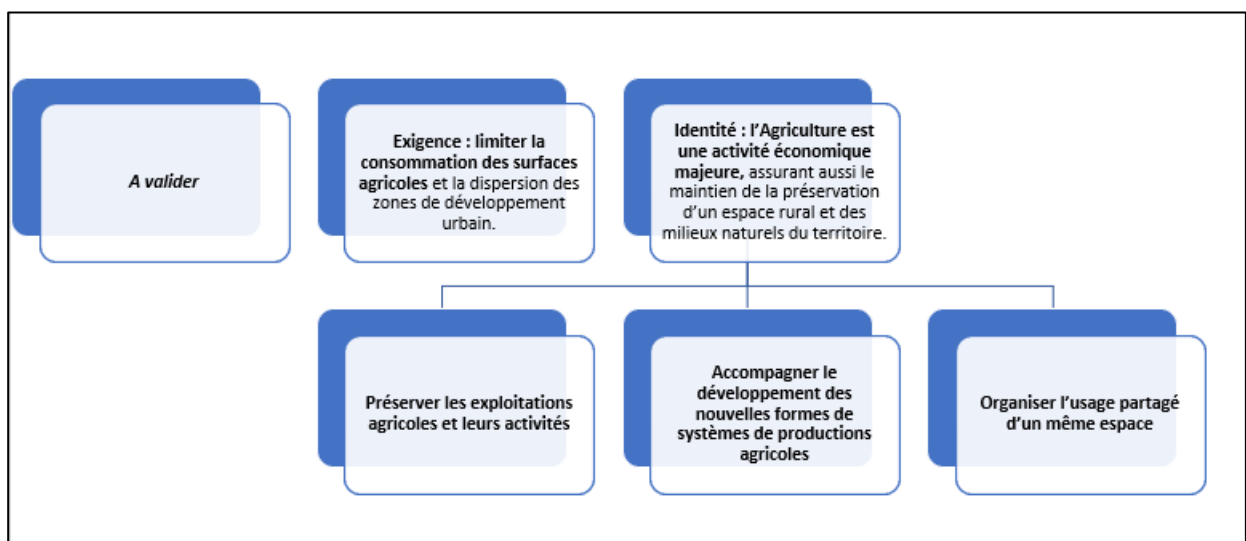 A valider
Exigence : limiter la
consommation des surfaces
agricoles et la dispersion des
zones de développement
urbain.
Identité : l’Agriculture est
une activité économique
majeure, assurant aussi le
maintien de la préservation
d’un espace rural et des
milieux naturels du territoire.
Préserver les exploitations
agricoles et leurs activités
Accompagner le
développement des
nouvelles formes de
systèmes de productions
agricoles
Organiser l’usage partagé
d’un même espace